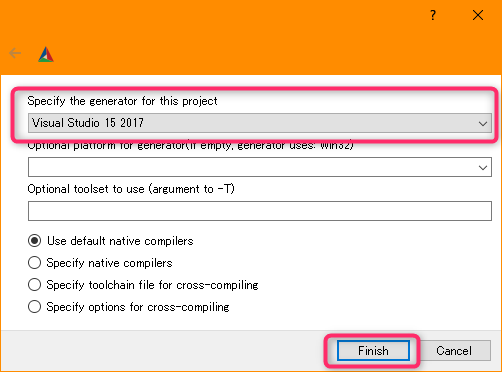 ?
Specify the generator for this project
Visual Studio 15 2017
Optional platform for generator(if empty, generator uses: Win32)
Optional toolset to use (argument to -T)
Use default native compilers
Specify native compilers
Specify toolchain file for cross-compiling
Specify options for cross-compiling
Finish Cancel